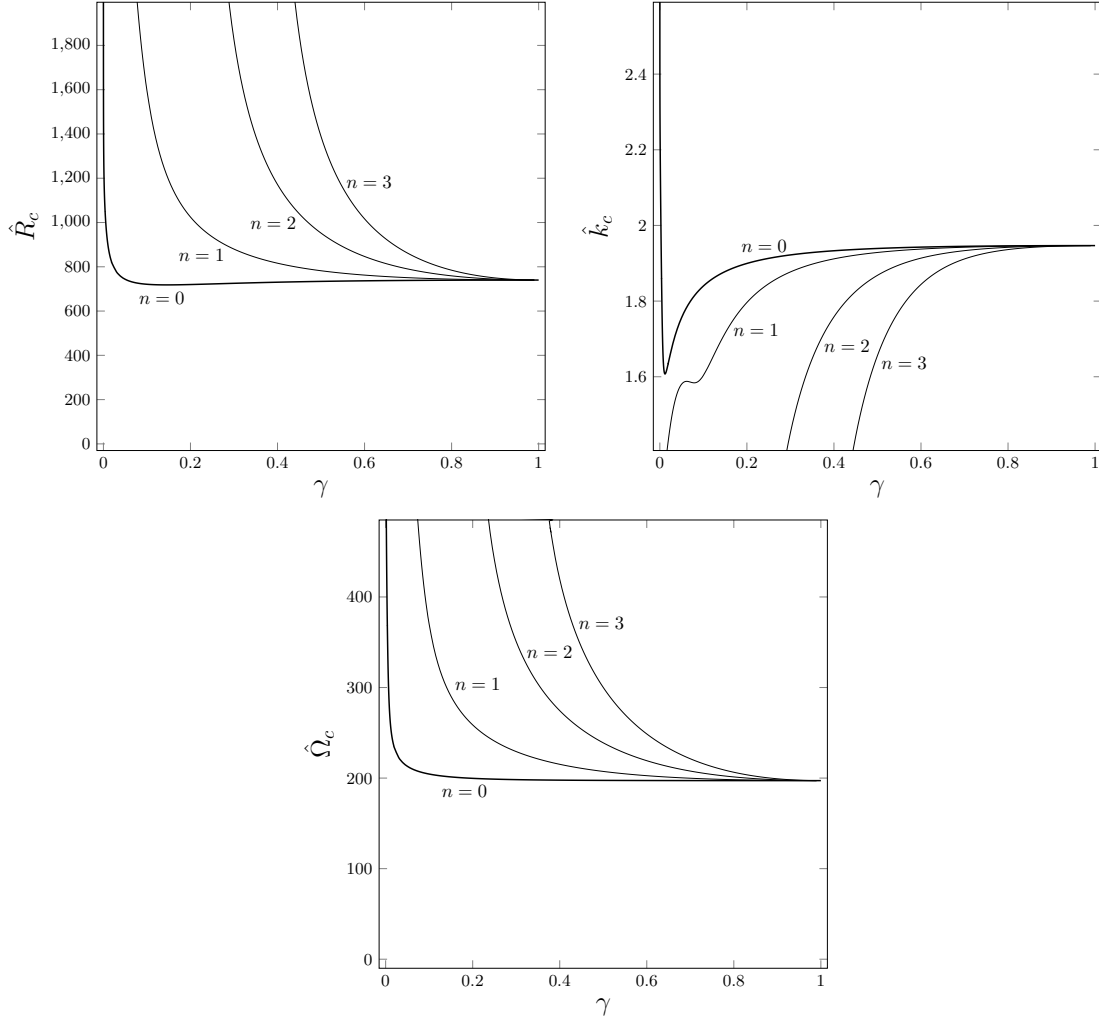 1,800
1,600
1,400
1,200
1,000
800
600
400
200
0
R̂c
n = 3
n = 2
n = 1
n = 0
0 0.2 0.4 0.6 0.8 1
γ
2.4
2.2
2
1.8
1.6
k̂c
n = 0
n = 1
n = 2
n = 3
0 0.2 0.4 0.6 0.8 1
γ
400
300
200
100
0
Ω̂c
n = 3
n = 2
n = 1
n = 0
0 0.2 0.4 0.6 0.8 1
γ